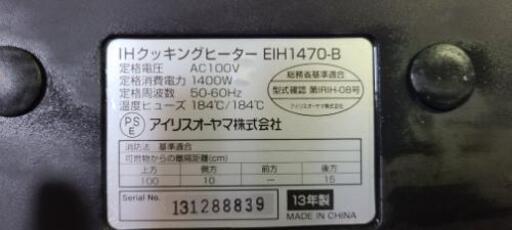 IHクッキングヒーター EIH1470-B
定格電圧 AC100V
定格消費電力 1400W
定格周波数 50-60Hz
温度ヒューズ 184℃/184℃
総務省基準適合
型式確認 第IRIH-08号
アイリスオーヤマ株式会社
PS
E
アイリスオーヤマ株式会社
消防法 基準適合
可燃物からの離隔距離(cm)
上方 側方 前方 後方
100 10 ー 15
Serial No. 131288839
13年製
MADE IN CHINA